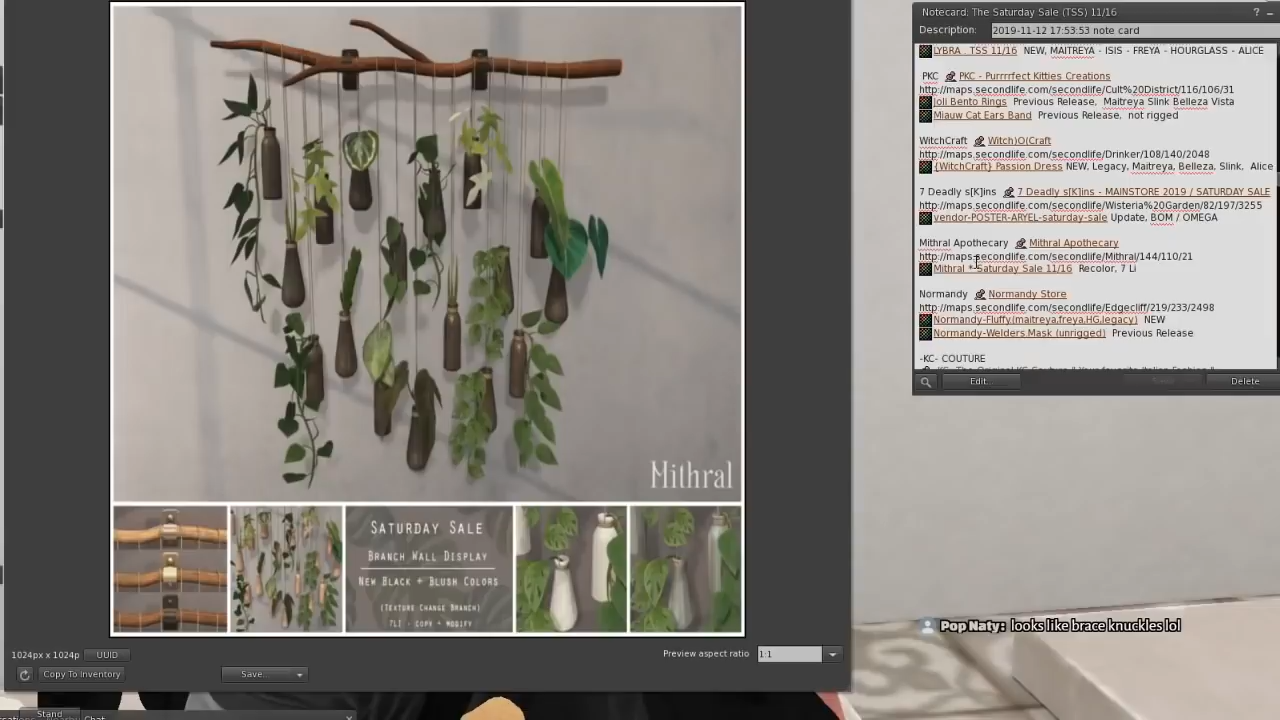 Mithral
SATURDAY SALE
BRANCH WALL DISPLAY
NEW BLACK + BLUSH COLORS
(TEXTURE CHANGE BRANCH)
7LI - COPY + MODIFY
1024px x 1024p
UUID
Preview aspect ratio
1:1
Copy To Inventory
Save...
Stand
Chat
Notecard: The Saturday Sale (TSS) 11/16
?
Description:
2019-11-12 17:53:53 note card
LYBRA . TSS 11/16 NEW, MAITREYA - ISIS - FREYA - HOURGLASS - ALICE
PKC PKC - Purrrrfect Kitties Creations
http://maps.secondlife.com/secondlife/Cult%20District/116/106/31
Joli Bento Rings Previous Release, Maitreya Slink Belleza Vista
Miauw Cat Ears Band Previous Release, not rigged
WitchCraft Witch)O(Craft
http://maps.secondlife.com/secondlife/Drinker/108/140/2048
{WitchCraft} Passion Dress NEW, Legacy, Maitreya, Belleza, Slink, Alice
7 Deadly s[K]ins 7 Deadly s[K]ins - MAINSTORE 2019 / SATURDAY SALE
http://maps.secondlife.com/secondlife/Wisteria%20Garden/82/197/3255
vendor-POSTER-ARYEL-saturday-sale Update, BOM / OMEGA
Mithral Apothecary Mithral Apothecary
http://maps.secondlife.com/secondlife/Mithral/144/110/21
Mithral * Saturday Sale 11/16 Recolor, 7 Li
Normandy Normandy Store
http://maps.secondlife.com/secondlife/Edgecliff/219/233/2498
Normandy-Fluffy(maitreya,freya,HG,legacy) NEW
Normandy-Welders Mask (unrigged) Previous Release
-KC- COUTURE
Edit...
Delete
Pop Naty: looks like brace knuckles lol